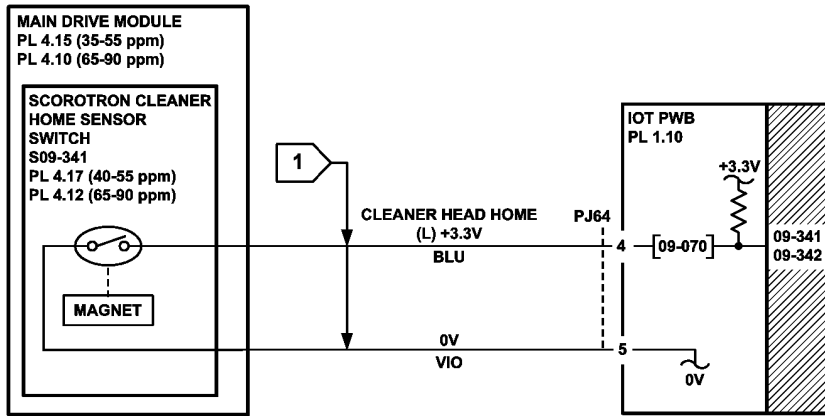 MAIN DRIVE MODULE
PL 4.15 (35-55 ppm)
PL 4.10 (65-90 ppm)
SCOROTRON CLEANER
HOME SENSOR
SWITCH
S09-341
PL 4.17 (40-55 ppm)
PL 4.12 (65-90 ppm)
MAGNET
1
CLEANER HEAD HOME
(L) +3.3V
BLU
0V
VIO
PJ64
4
5
IOT PWB
PL 1.10
+3.3V
[09-070]
0V
09-341
09-342